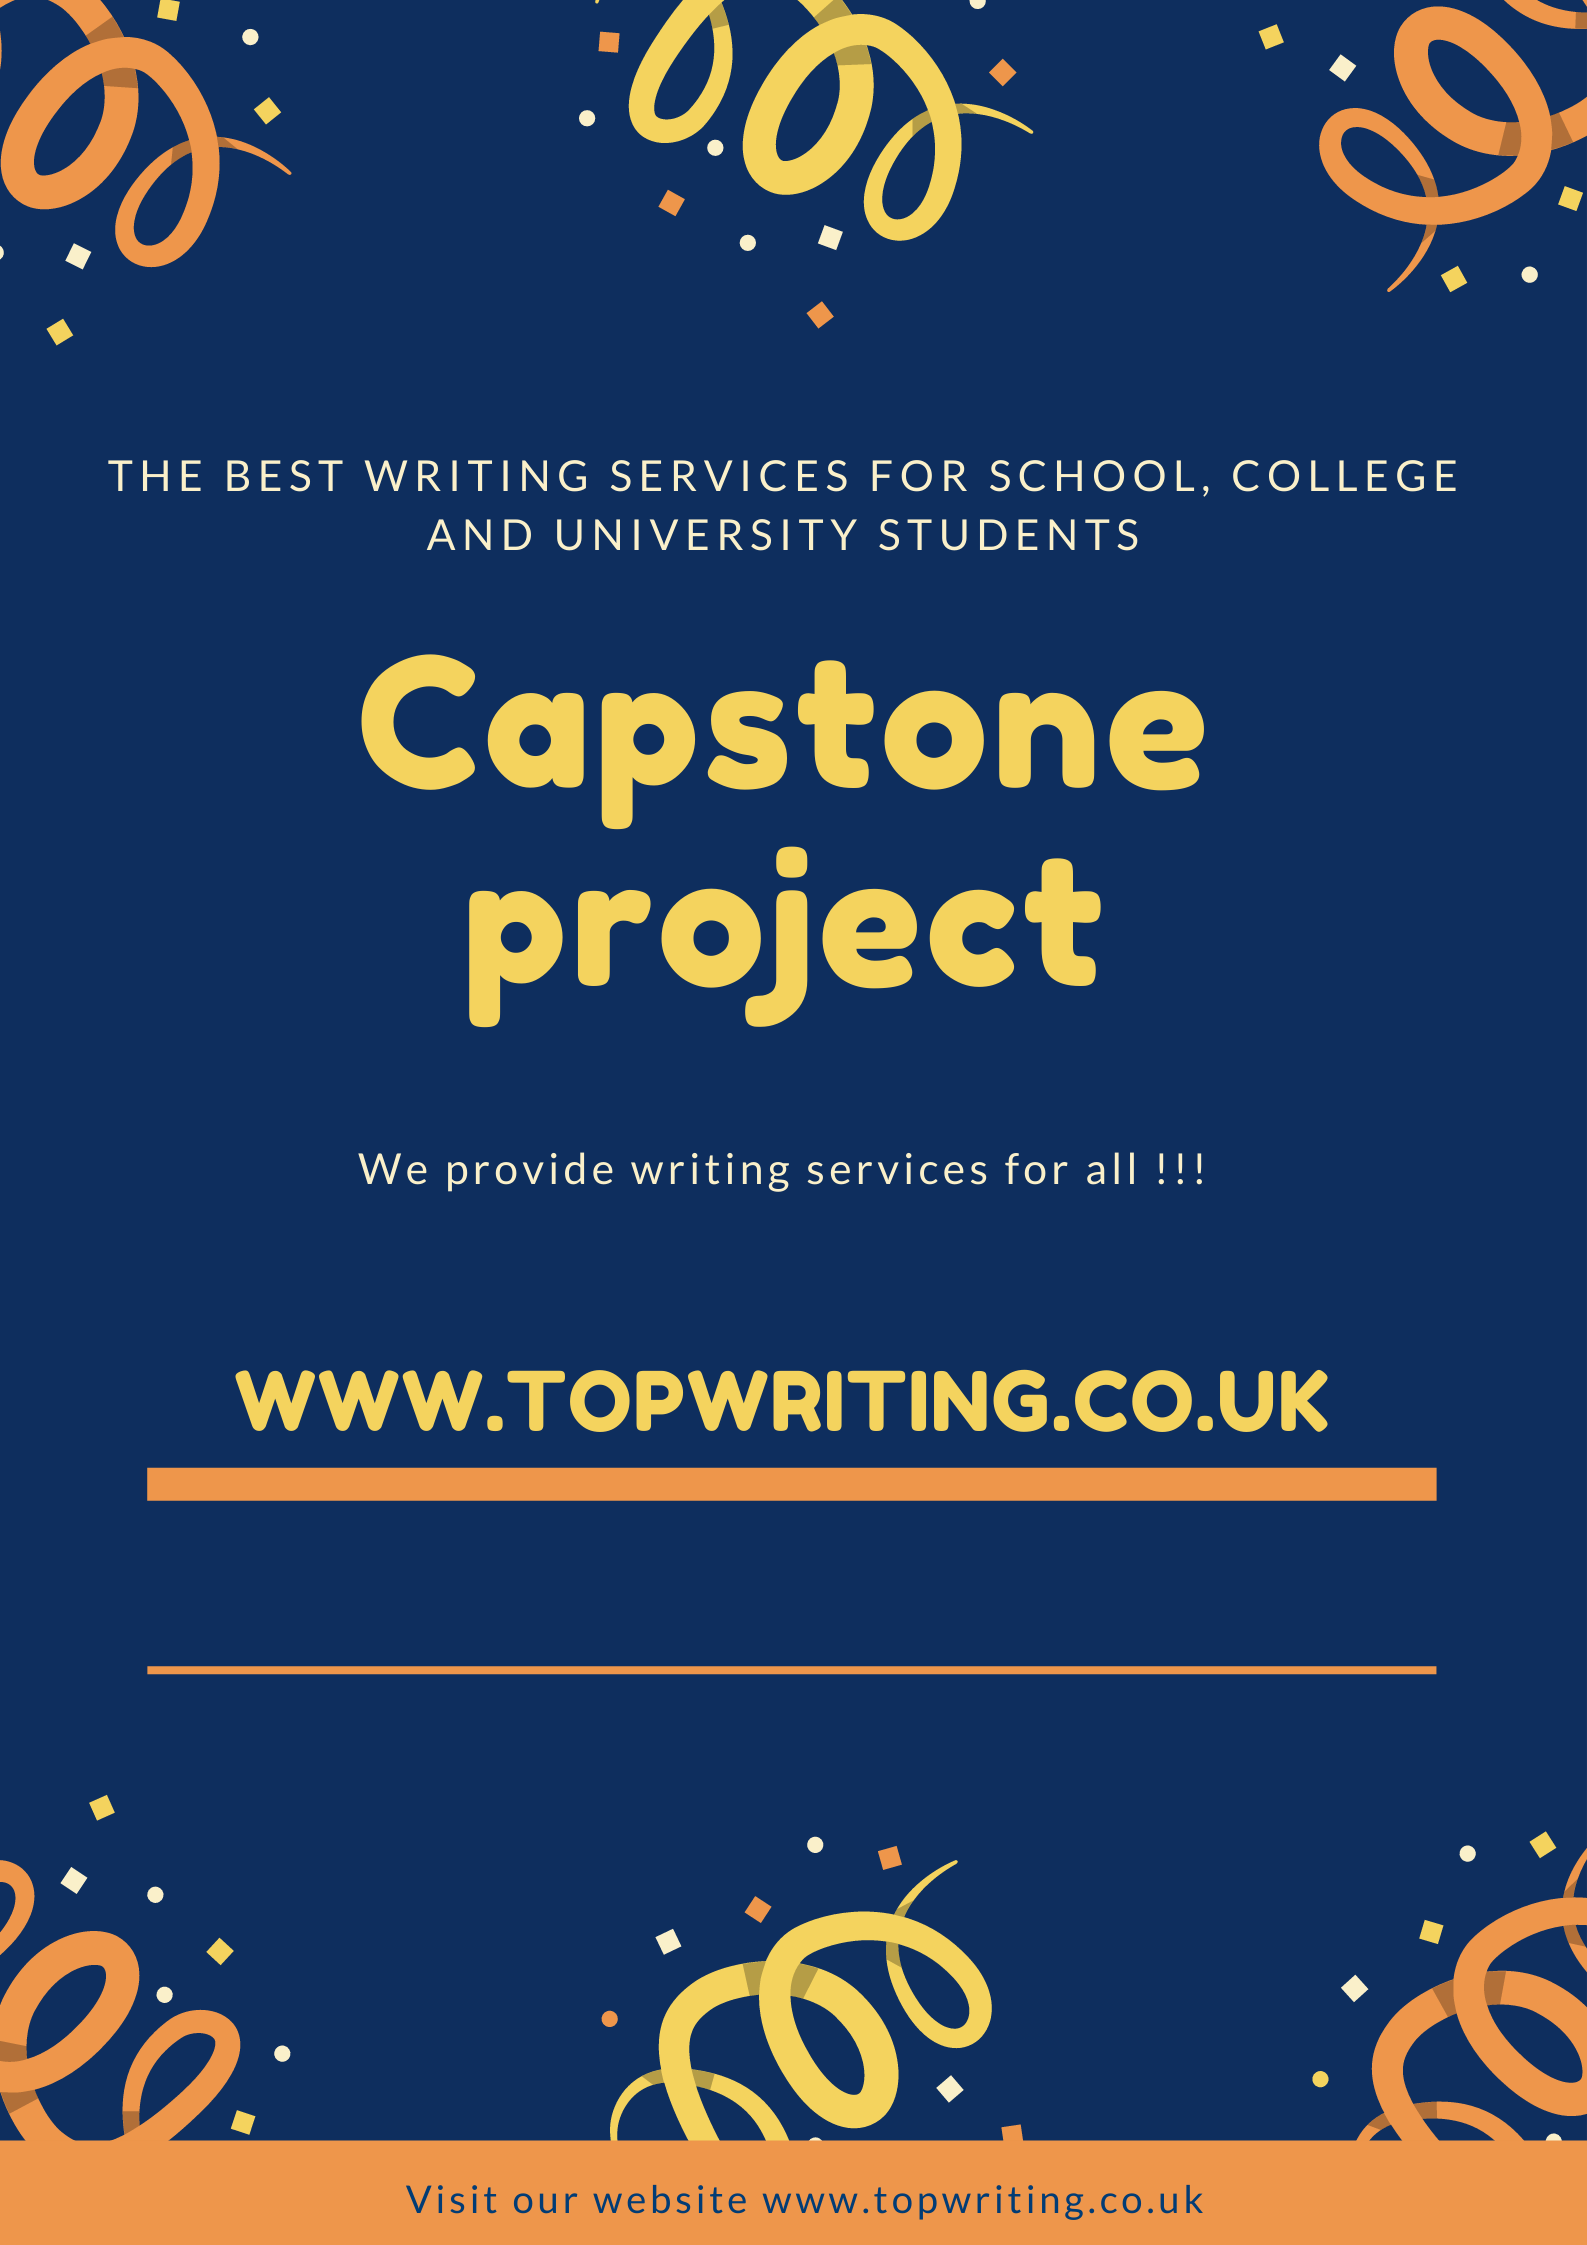 THE BEST WRITING SERVICES FOR SCHOOL, COLLEGE
AND UNIVERSITY STUDENTS
Capstone
project
We provide writing services for all !!!
WWW.TOPWRITING.CO.UK
Visit our website www.topwriting.co.uk